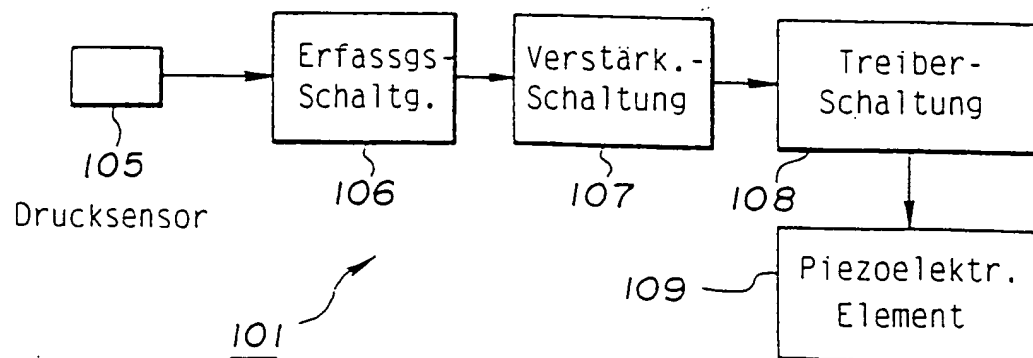 Erfassgs-
Schaltg.
Verstärk.-
Schaltung
Treiber-
Schaltung
105
106
107
108
Drucksensor
109
Piezoelektr.
Element
101